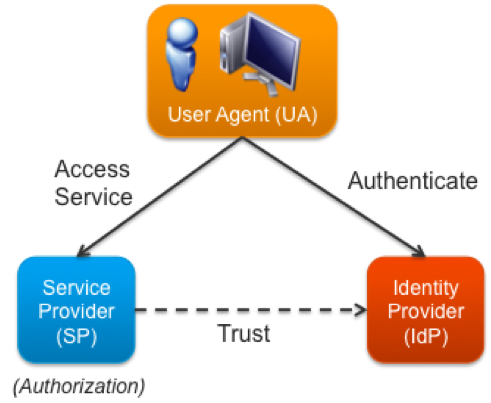 User Agent (UA)
Access
Service
Authenticate
Service
Provider
(SP)
Identity
Provider
(IdP)
Trust
(Authorization)